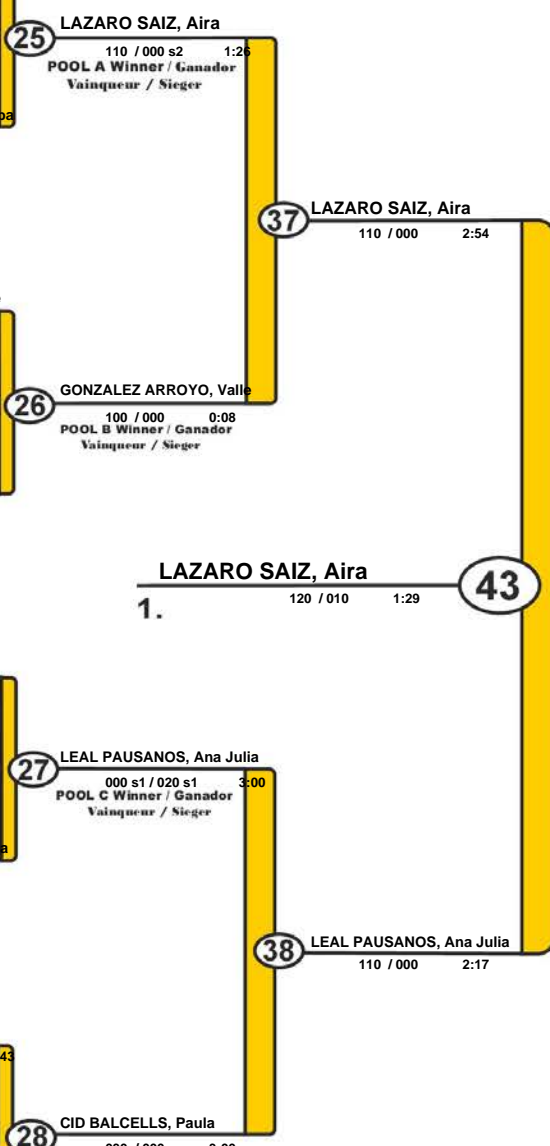 25
LAZARO SAIZ, Aira
110 / 000 s2 1:26
POOL A Winner / Ganador
Vainqueur / Sieger
37
LAZARO SAIZ, Aira
110 / 000 2:54
26
GONZALEZ ARROYO, Valle
100 / 000 0:08
POOL B Winner / Ganador
Vainqueur / Sieger
LAZARO SAIZ, Aira
43
1.
120 / 010 1:29
27
LEAL PAUSANOS, Ana Julia
000 s1 / 020 s1 3:00
POOL C Winner / Ganador
Vainqueur / Sieger
38
LEAL PAUSANOS, Ana Julia
110 / 000 2:17
43
28
CID BALCELLS, Paula